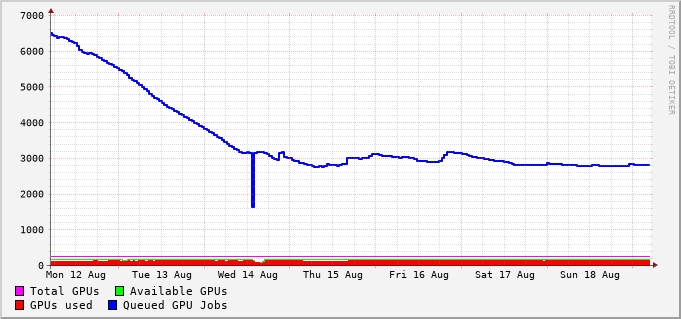 7000
6000
5000
4000
3000
2000
1000
0
Mon 12 Aug Tue 13 Aug Wed 14 Aug Thu 15 Aug Fri 16 Aug Sat 17 Aug Sun 18 Aug
Total GPUs Available GPUs
GPUs used Queued GPU Jobs
RRDTOOL / TOBI OETIKER